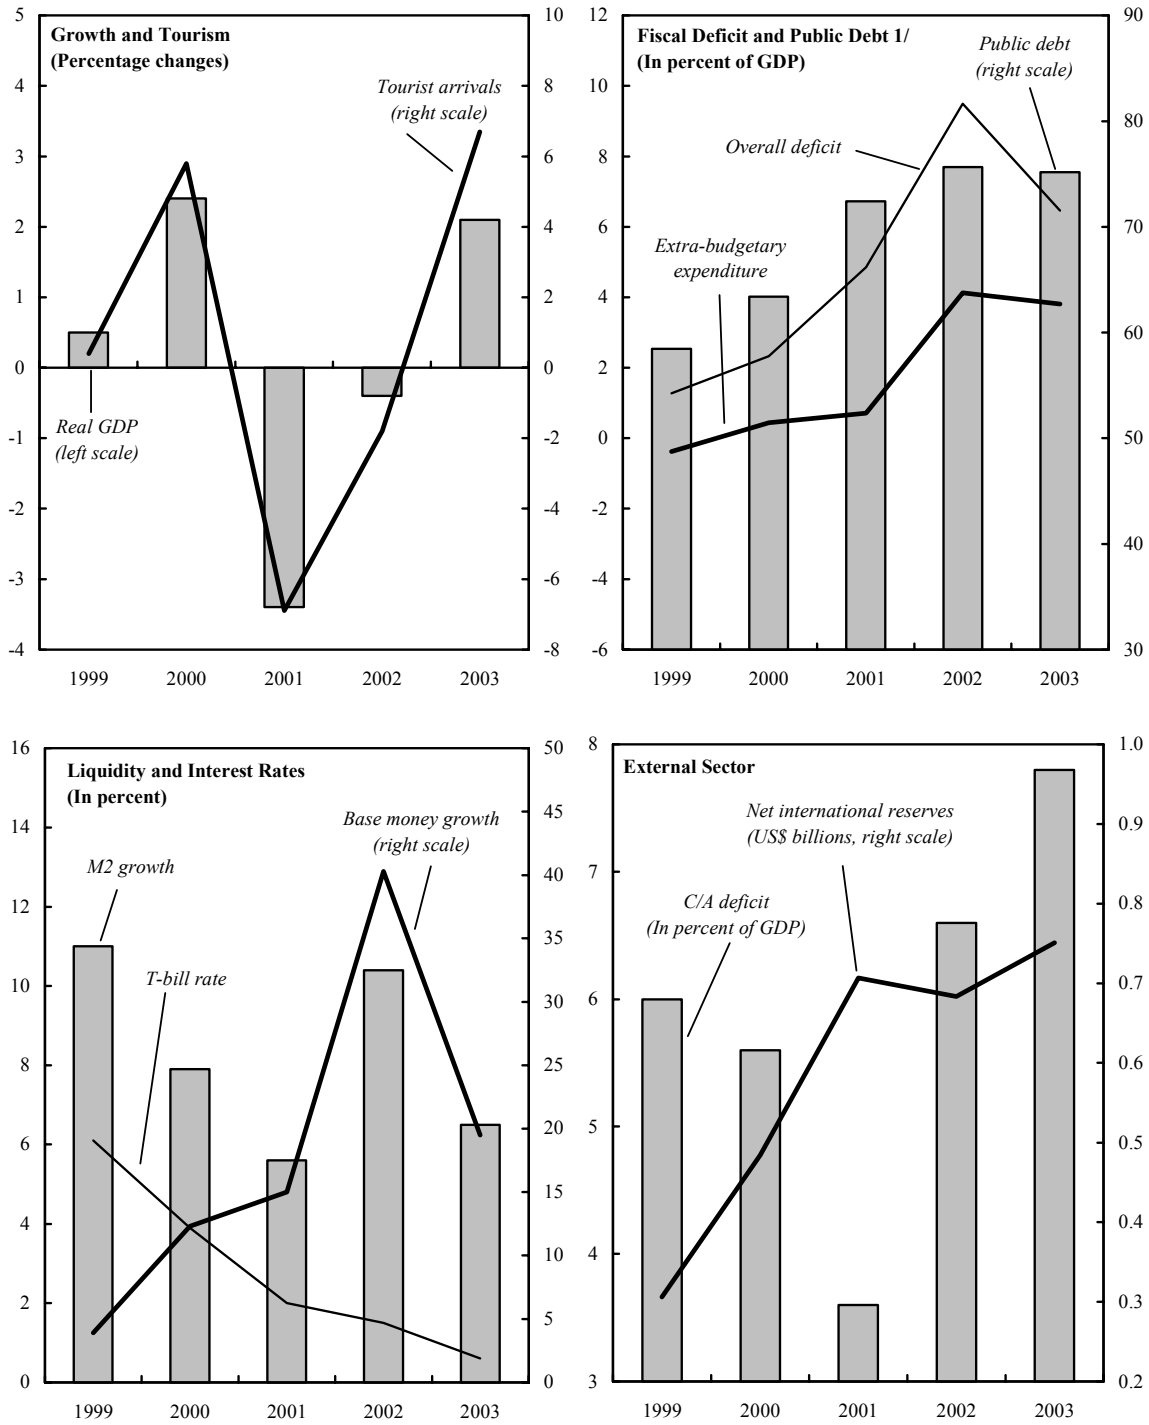 Growth and Tourism
(Percentage changes)
Tourist arrivals
(right scale)
Real GDP
(left scale)
5
4
3
2
1
0
-1
-2
-3
-4
10
8
6
4
2
0
-2
-4
-6
-8
1999 2000 2001 2002 2003
Fiscal Deficit and Public Debt 1/
(In percent of GDP)
Public debt
(right scale)
Overall deficit
Extra-budgetary
expenditure
12
10
8
6
4
2
0
-2
-4
-6
90
80
70
60
50
40
30
1999 2000 2001 2002 2003
Liquidity and Interest Rates
(In percent)
Base money growth
(right scale)
M2 growth
T-bill rate
16
14
12
10
8
6
4
2
0
50
45
40
35
30
25
20
15
10
5
0
1999 2000 2001 2002 2003
External Sector
Net international reserves
(US$ billions, right scale)
C/A deficit
(In percent of GDP)
8
7
6
5
4
3
1.0
0.9
0.8
0.7
0.6
0.5
0.4
0.3
0.2
1999 2000 2001 2002 2003